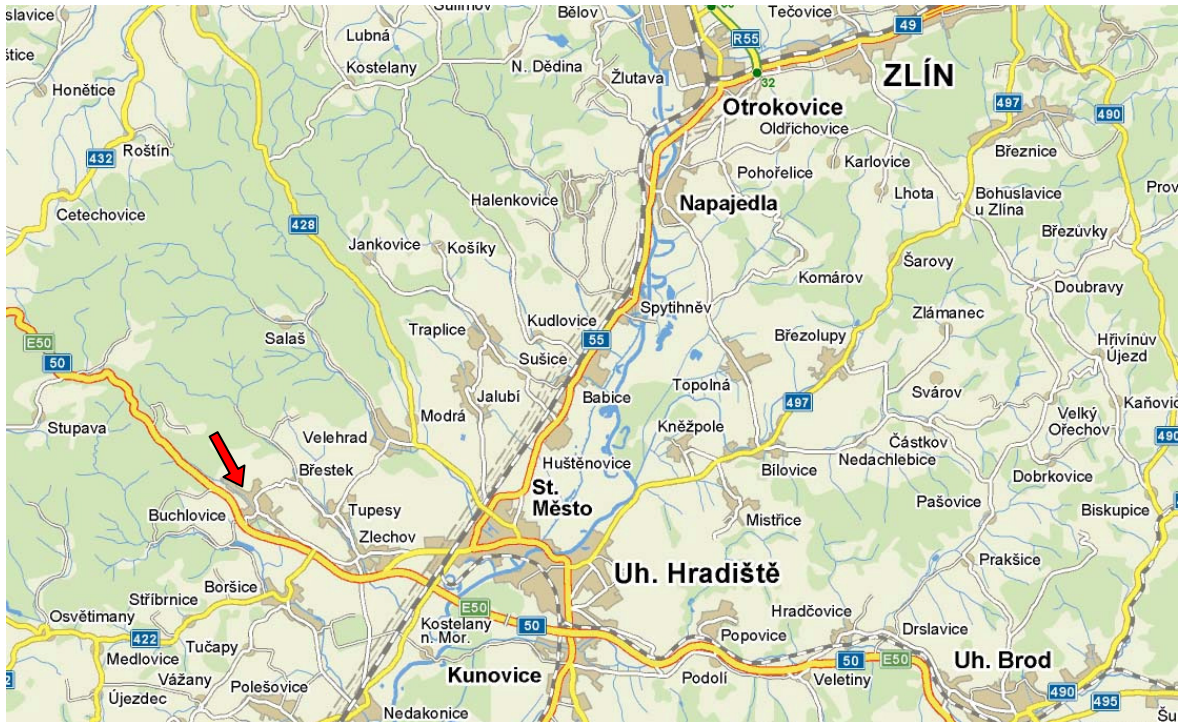 Sulimov
slavice
Lubná
Bělov
Tečovice
49
R55
Kostelany
N. Dědina
Žlutava
ZLÍN
32
Honětice
Otrokovice
497
490
Oldřichovice
Roštín
432
Březnice
Karlovice
Pohořelice
Lhota
Bohuslavice
u Zlína
Prov
Halenkovice
Napajedla
Cetechovice
428
Jankovice
Košíky
Březůvky
Šarovy
Komárov
Doubravy
Spytihněv
Zlámanec
Kudlovice
Traplice
Salaš
55
Březolupy
Hřivínův
Újezd
E50
50
Sušice
Topolná
Svárov
Babice
Jalubí
497
Kaňovic
Modrá
Velký
Ořechov
Stupava
Kněžpole
Velehrad
Částkov
490
Huštěnovice
Bílovice
Nedachlebice
Břestek
Dobrkovice
St.
Město
Pašovice
Buchlovice
Tupesy
Mistřice
Biskupice
Zlechov
Prakšice
Uh. Hradiště
Boršice
Stříbrnice
Osvětimany
E50
Hradčovice
50
Kostelany
n. Mor.
Drslavice
422
Popovice
Tučapy
Medlovice
Uh. Brod
50
E50
Vážany
Kunovice
Podolí
Veletiny
Polešovice
490
495
Újezdec
Nedakonice
Šu